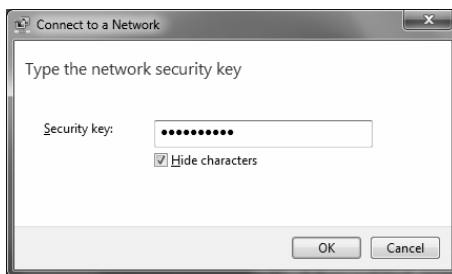 Connect to a Network
Type the network security key
Security key: ••••••••••
Hide characters
OK Cancel